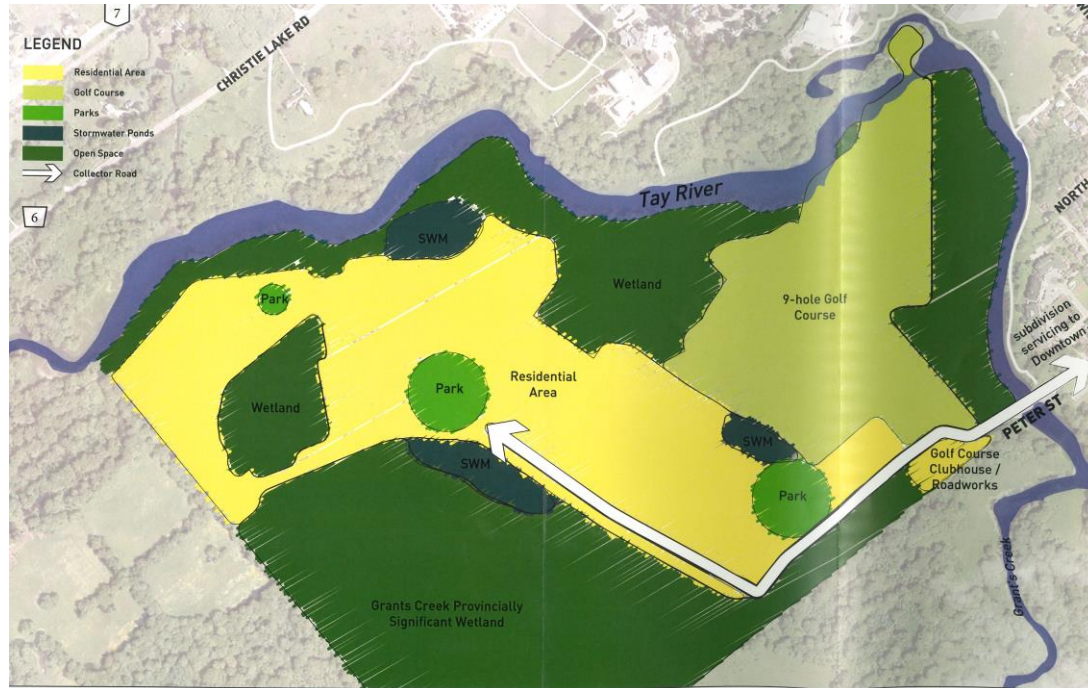 7
LEGEND
Residential Area
Golf Course
Parks
Stormwater Ponds
Open Space
Collector Road
6
CHRISTIE LAKE RD
Tay River
SWM
Park
Wetland
9-hole Golf
Course
NORTH
subdivision
servicing to
Downtown
Wetland
Park
Residential
Area
SWM
SWM
Park
PETER ST
Golf Course
Clubhouse /
Roadworks
Grant's Creek
Grants Creek Provincially
Significant Wetland